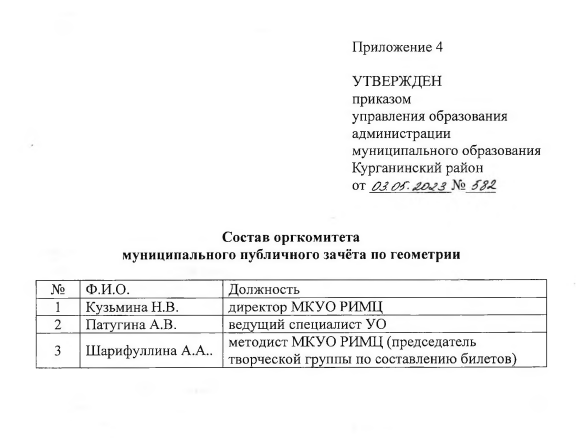 Приложение 4
УТВЕРЖДЕН
приказом
управления образования
администрации
муниципального образования
Курганинский район
от 03.05.2023 № 582
Состав оргкомитета
муниципального публичного зачёта по геометрии
№ Ф.И.О. Должность
1 Кузьмина Н.В. директор МКУО РИМЦ
2 Патугина А.В. ведущий специалист УО
3 Шарифуллина А.А.. методист МКУО РИМЦ (председатель
творческой группы по составлению билетов)